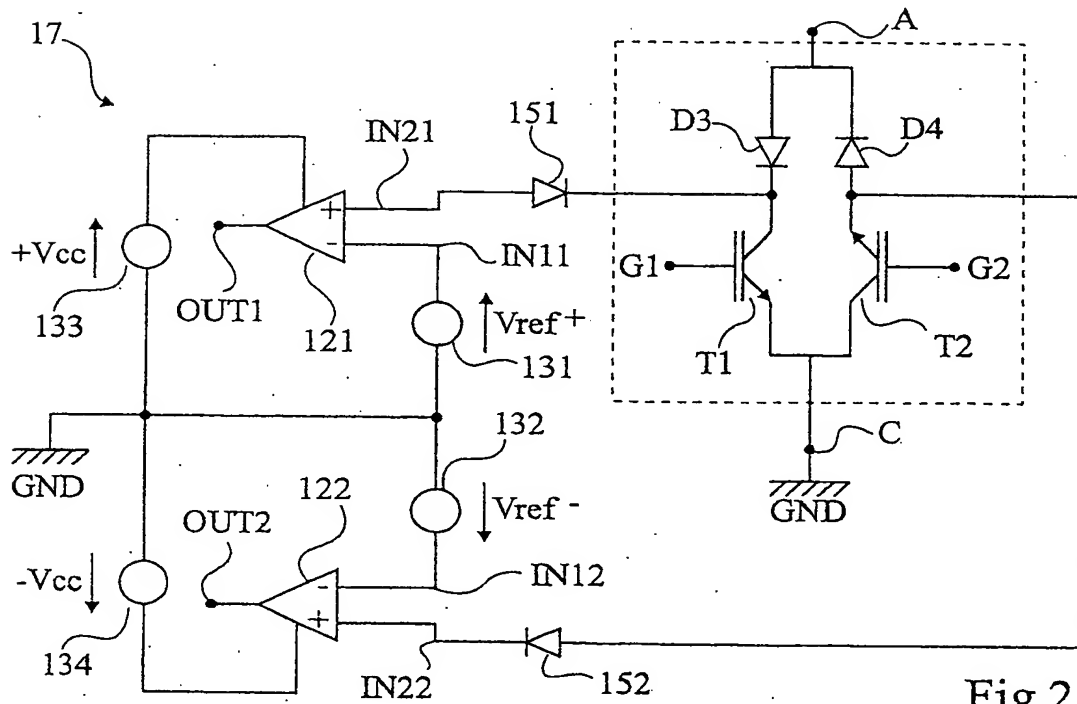 17
A
151
D3
D4
IN21
+
-
+Vcc
IN11
G1
G2
133
OUT1
121
Vref+
T1
T2
131
132
C
GND
122
Vref -
GND
OUT2
-Vcc
IN12
-
+
134
IN22
152
Fig 2